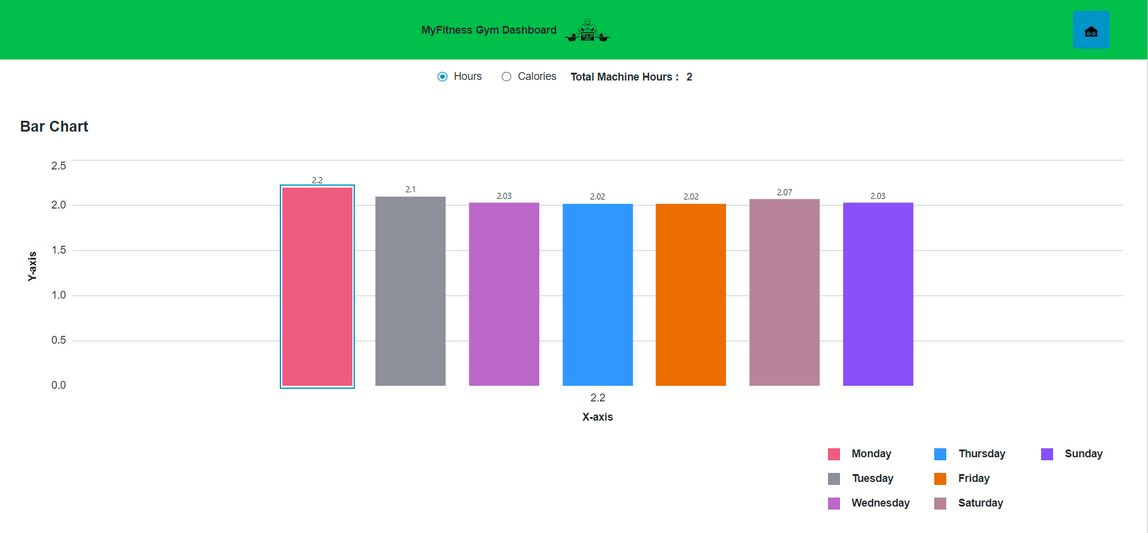 MyFitness Gym Dashboard
Hours Calories Total Machine Hours : 2
Bar Chart
2.5
2.0
1.5
1.0
0.5
0.0
Y-axis
2.2
2.1
2.03
2.02
2.02
2.07
2.03
2.2
X-axis
Monday Thursday Sunday
Tuesday Friday
Wednesday Saturday